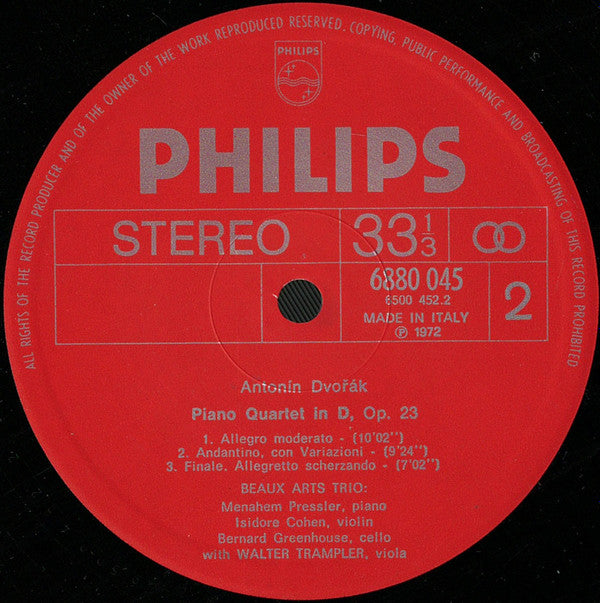 ALL RIGHTS OF THE RECORD PRODUCER AND OF THE OWNER OF THE WORK REPRODUCED RESERVED. COPYING, PUBLIC PERFORMANCE AND BROADCASTING OF THIS RECORD PROHIBITED
PHILIPS
PHILIPS
STEREO 33 1/3
6880 045
6500 452.2
MADE IN ITALY
℗ 1972
2
Antonín Dvořák
Piano Quartet in D, Op. 23
1. Allegro moderato - (10'02'')
2. Andantino, con Variazioni - (9'24'')
3. Finale. Allegretto scherzando - (7'02'')
BEAUX ARTS TRIO:
Menahem Pressler, piano
Isidore Cohen, violin
Bernard Greenhouse, cello
with WALTER TRAMPLER, viola